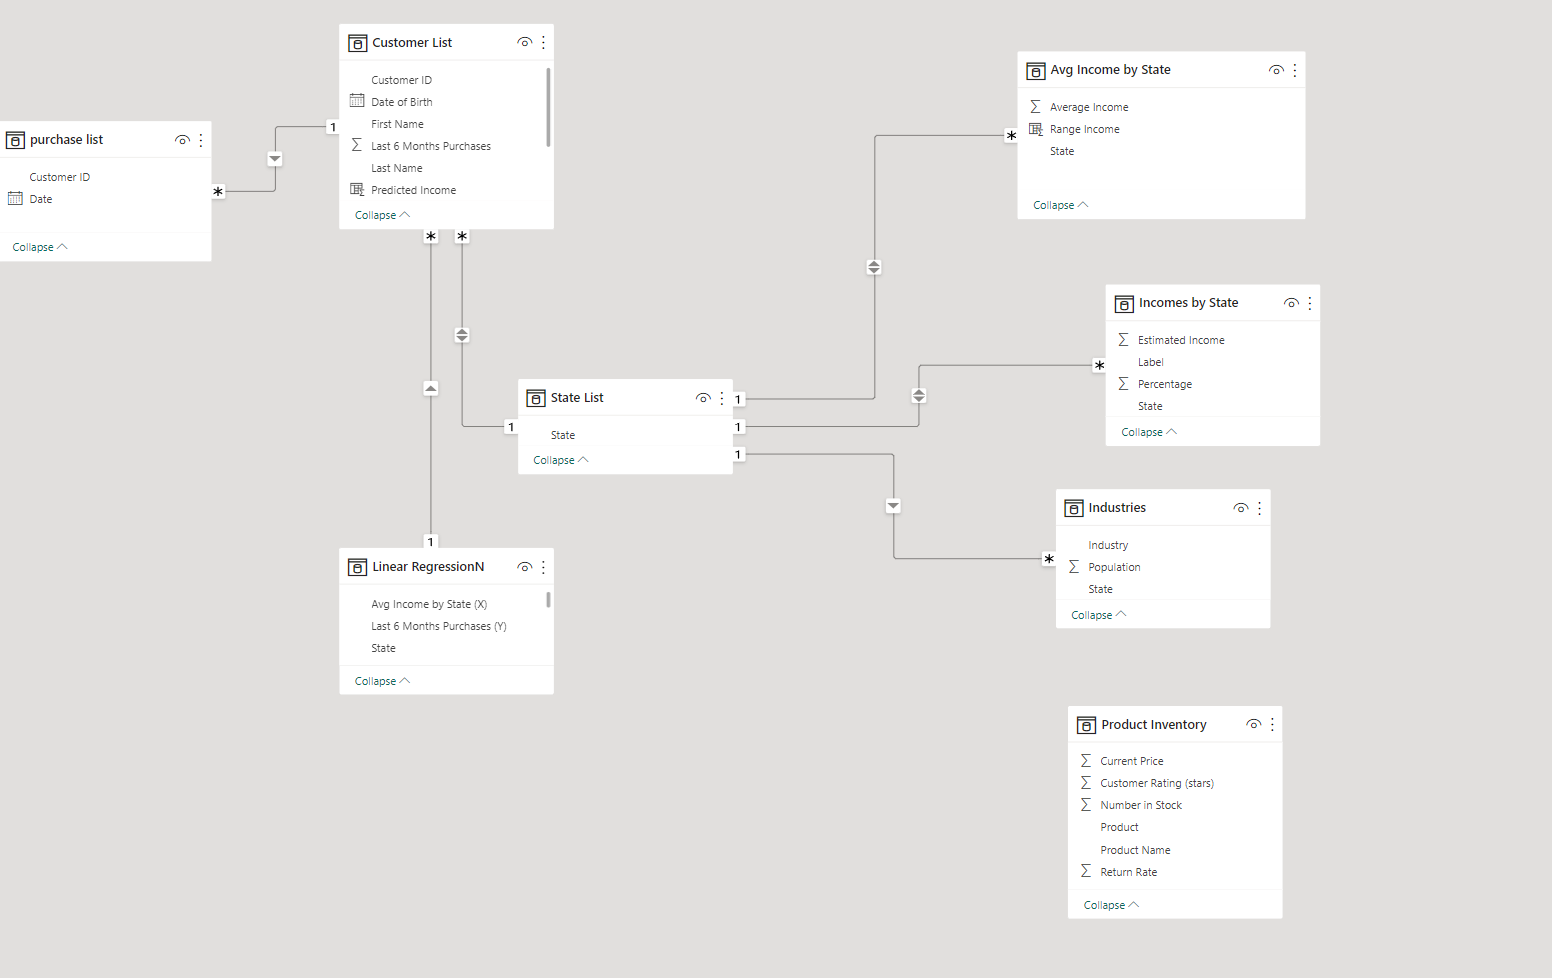 purchase list
Customer ID
Date
Collapse
*
1
Customer List
Customer ID
Date of Birth
First Name
Last 6 Months Purchases
Last Name
Predicted Income
Collapse
*
*
1
State List
State
Collapse
1
1
1
1
Linear RegressionN
Avg Income by State (X)
Last 6 Months Purchases (Y)
State
Collapse
*
Avg Income by State
Average Income
Range Income
State
Collapse
*
Incomes by State
Estimated Income
Label
Percentage
State
Collapse
*
Industries
Industry
Population
State
Collapse
Product Inventory
Current Price
Customer Rating (stars)
Number in Stock
Product
Product Name
Return Rate
Collapse